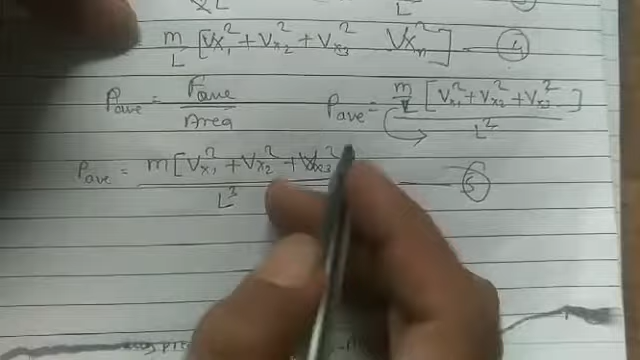 L
m/L [Vx₁² + Vx₂² + Vx₃² Vxₙ²] — 4
Pave = Fave/Area Pave = m/L [Vx₁² + Vx₂² + Vx₃²]/L²
Pave = m[Vx₁² + Vx₂² + Vx₃²/L³ — 5